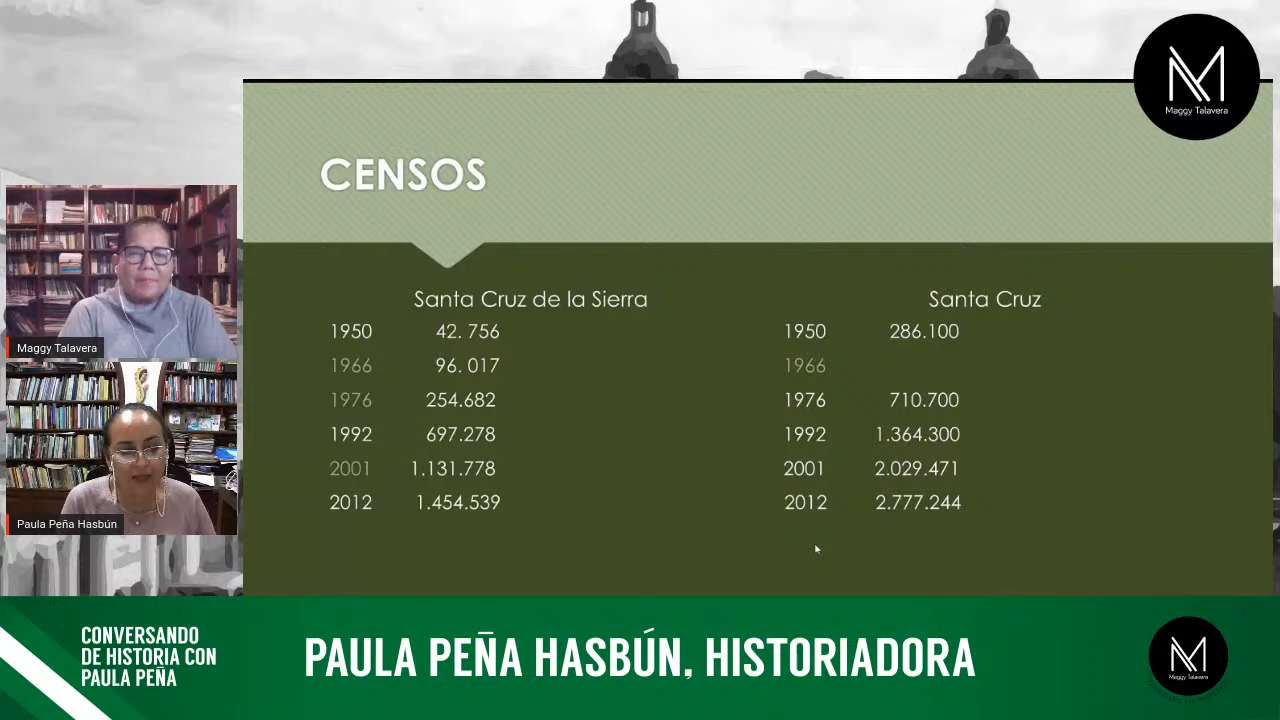 Maggy Talavera
CENSOS
Santa Cruz de la Sierra
1950 42. 756
1966 96. 017
1976 254.682
1992 697.278
2001 1.131.778
2012 1.454.539
Santa Cruz
1950 286.100
1966
1976 710.700
1992 1.364.300
2001 2.029.471
2012 2.777.244
Maggy Talavera
Paula Peña Hasbún
CONVERSANDO
DE HISTORIA CON
PAULA PEÑA
PAULA PEÑA HASBÚN, HISTORIADORA
Maggy Talavera